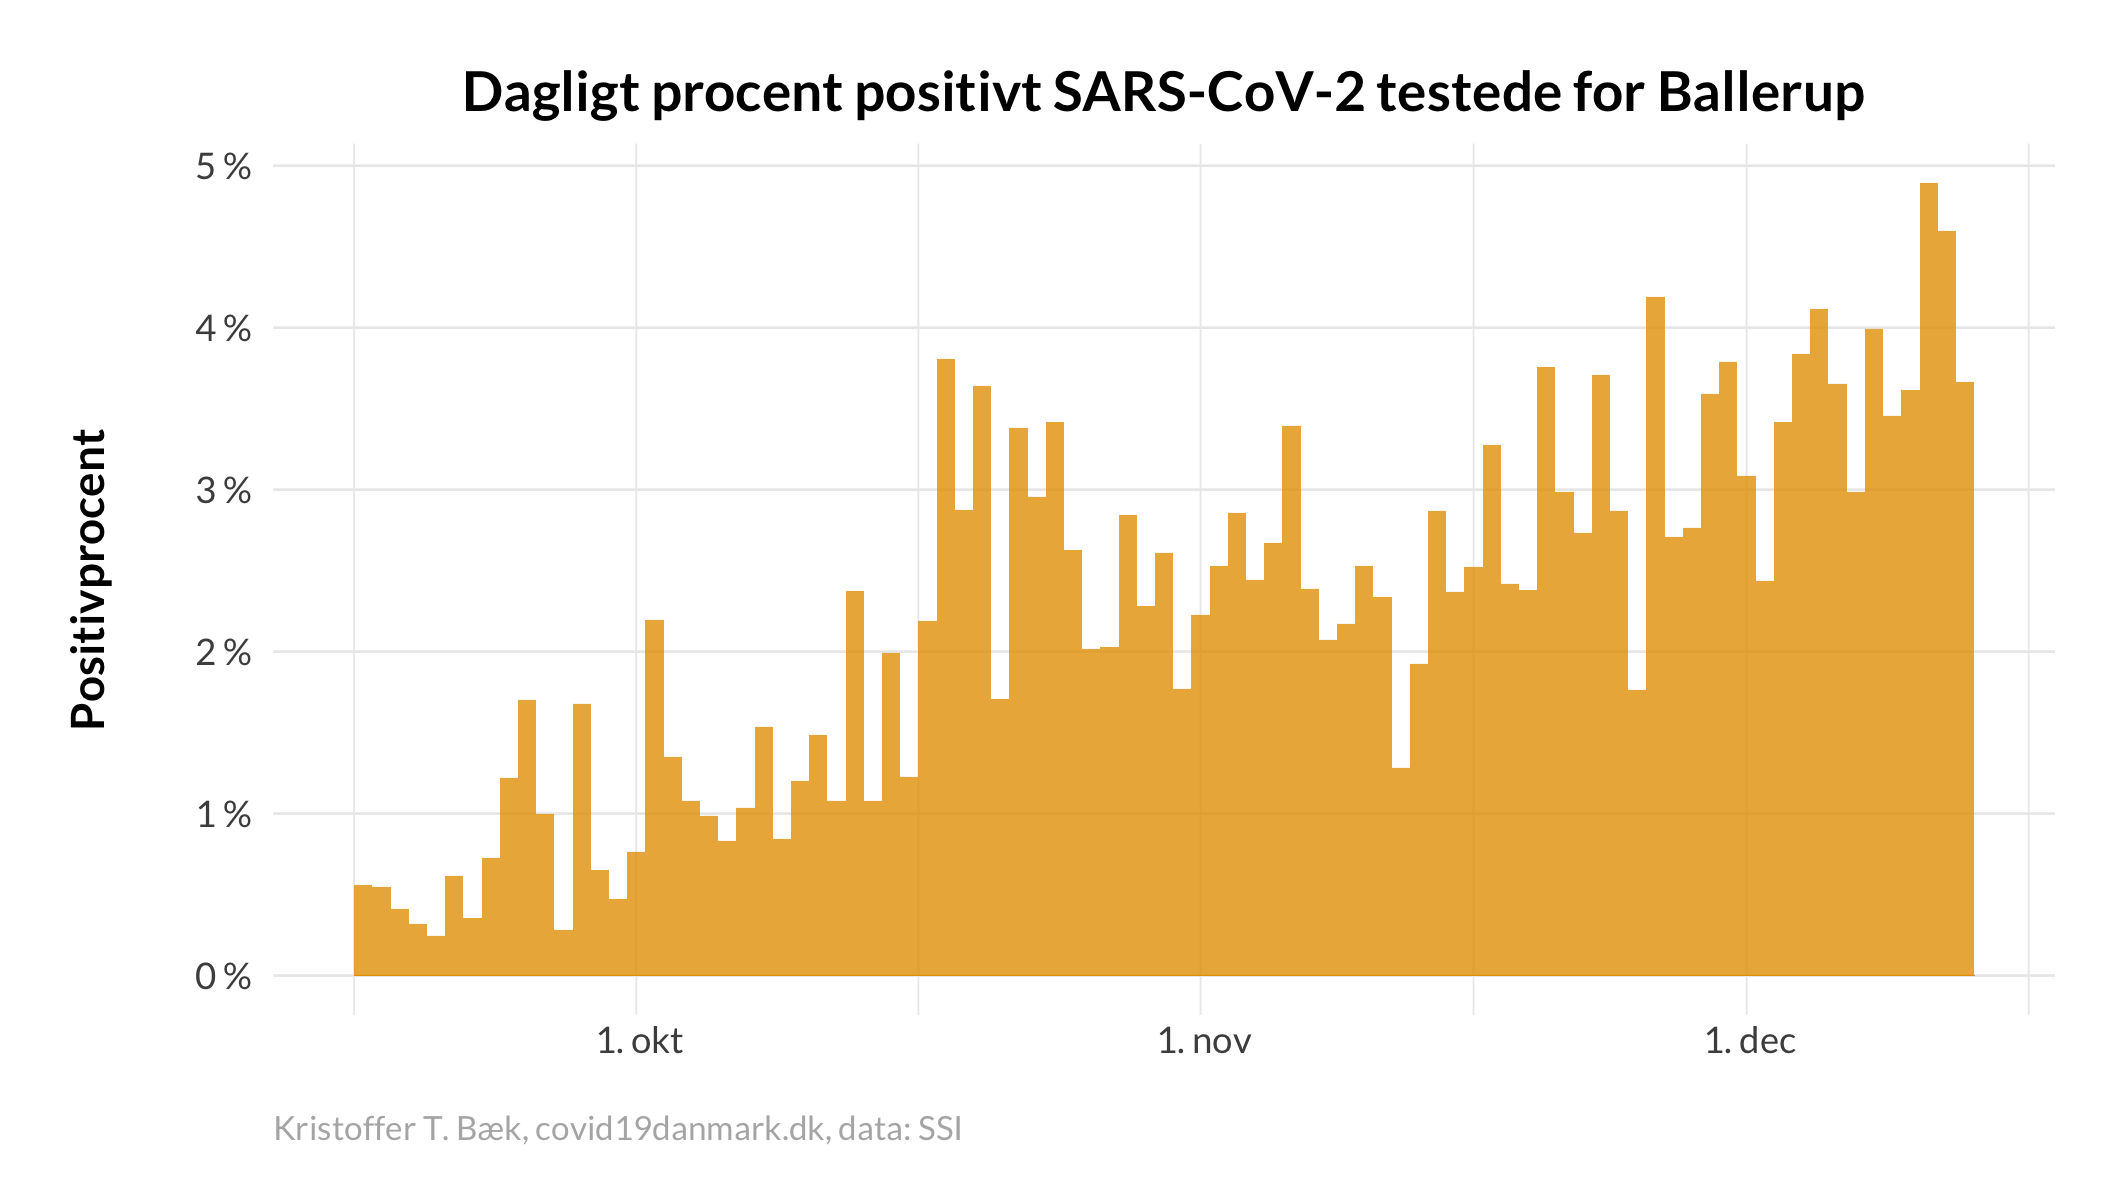 Dagligt procent positivt SARS-CoV-2 testede for Ballerup
Positivprocent
5 %
4 %
3 %
2 %
1 %
0 %
1. okt
1. nov
1. dec
Kristoffer T. Bæk, covid19danmark.dk, data: SSI